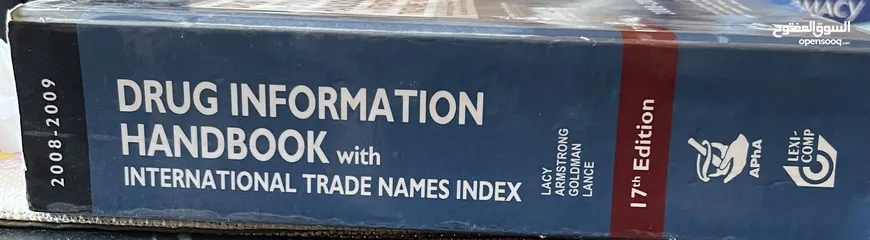 2008-2009
DRUG INFORMATION
HANDBOOK with
INTERNATIONAL TRADE NAMES INDEX
LACY
ARMSTRONG
GOLDMAN
LANCE
17th Edition
APhA
LEXI-
COMP
MACY
السوق المفتوح
opensooq.com